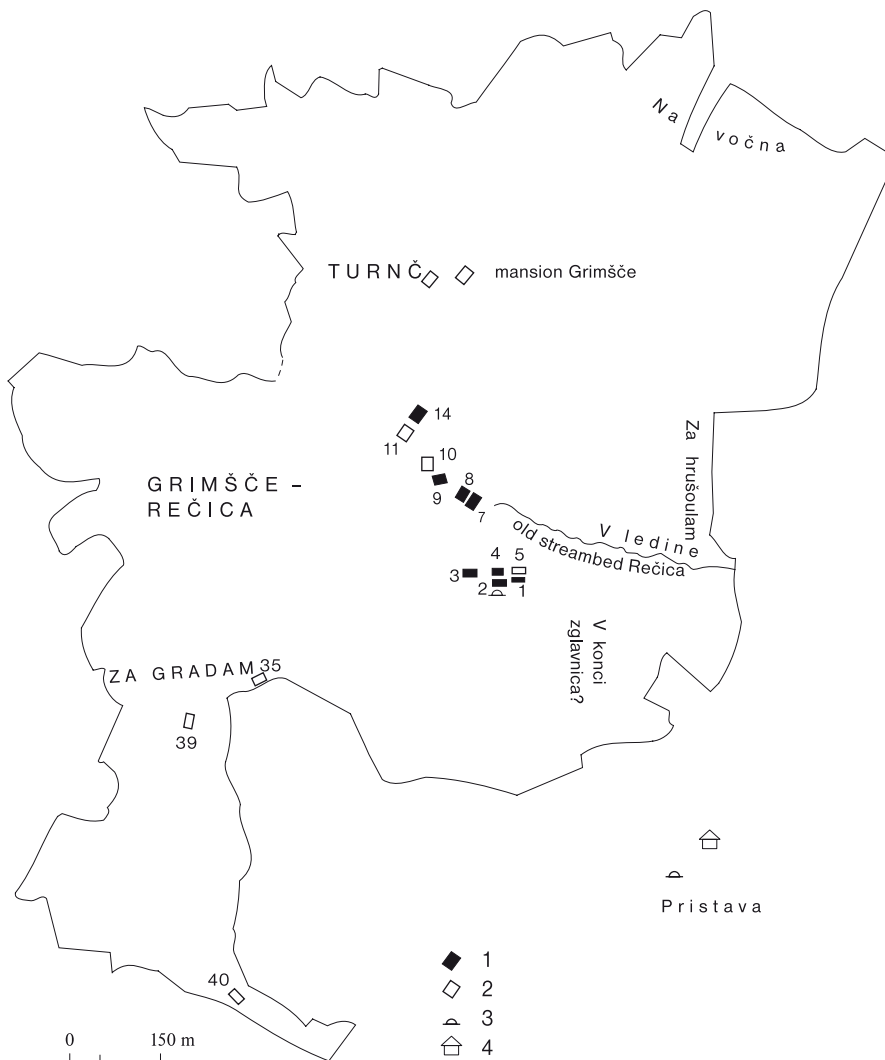 Na vočna
TURNČ
mansion Grimšče
14
11
10
Za hrušoulam
GRIMŠČE –
REČICA
9
8
7
V ledine
old streambed Rečica
3
4
5
2
1
V konci
zglavnica?
ZA GRADAM
35
39
Pristava
40
1
2
3
4
0
150 m